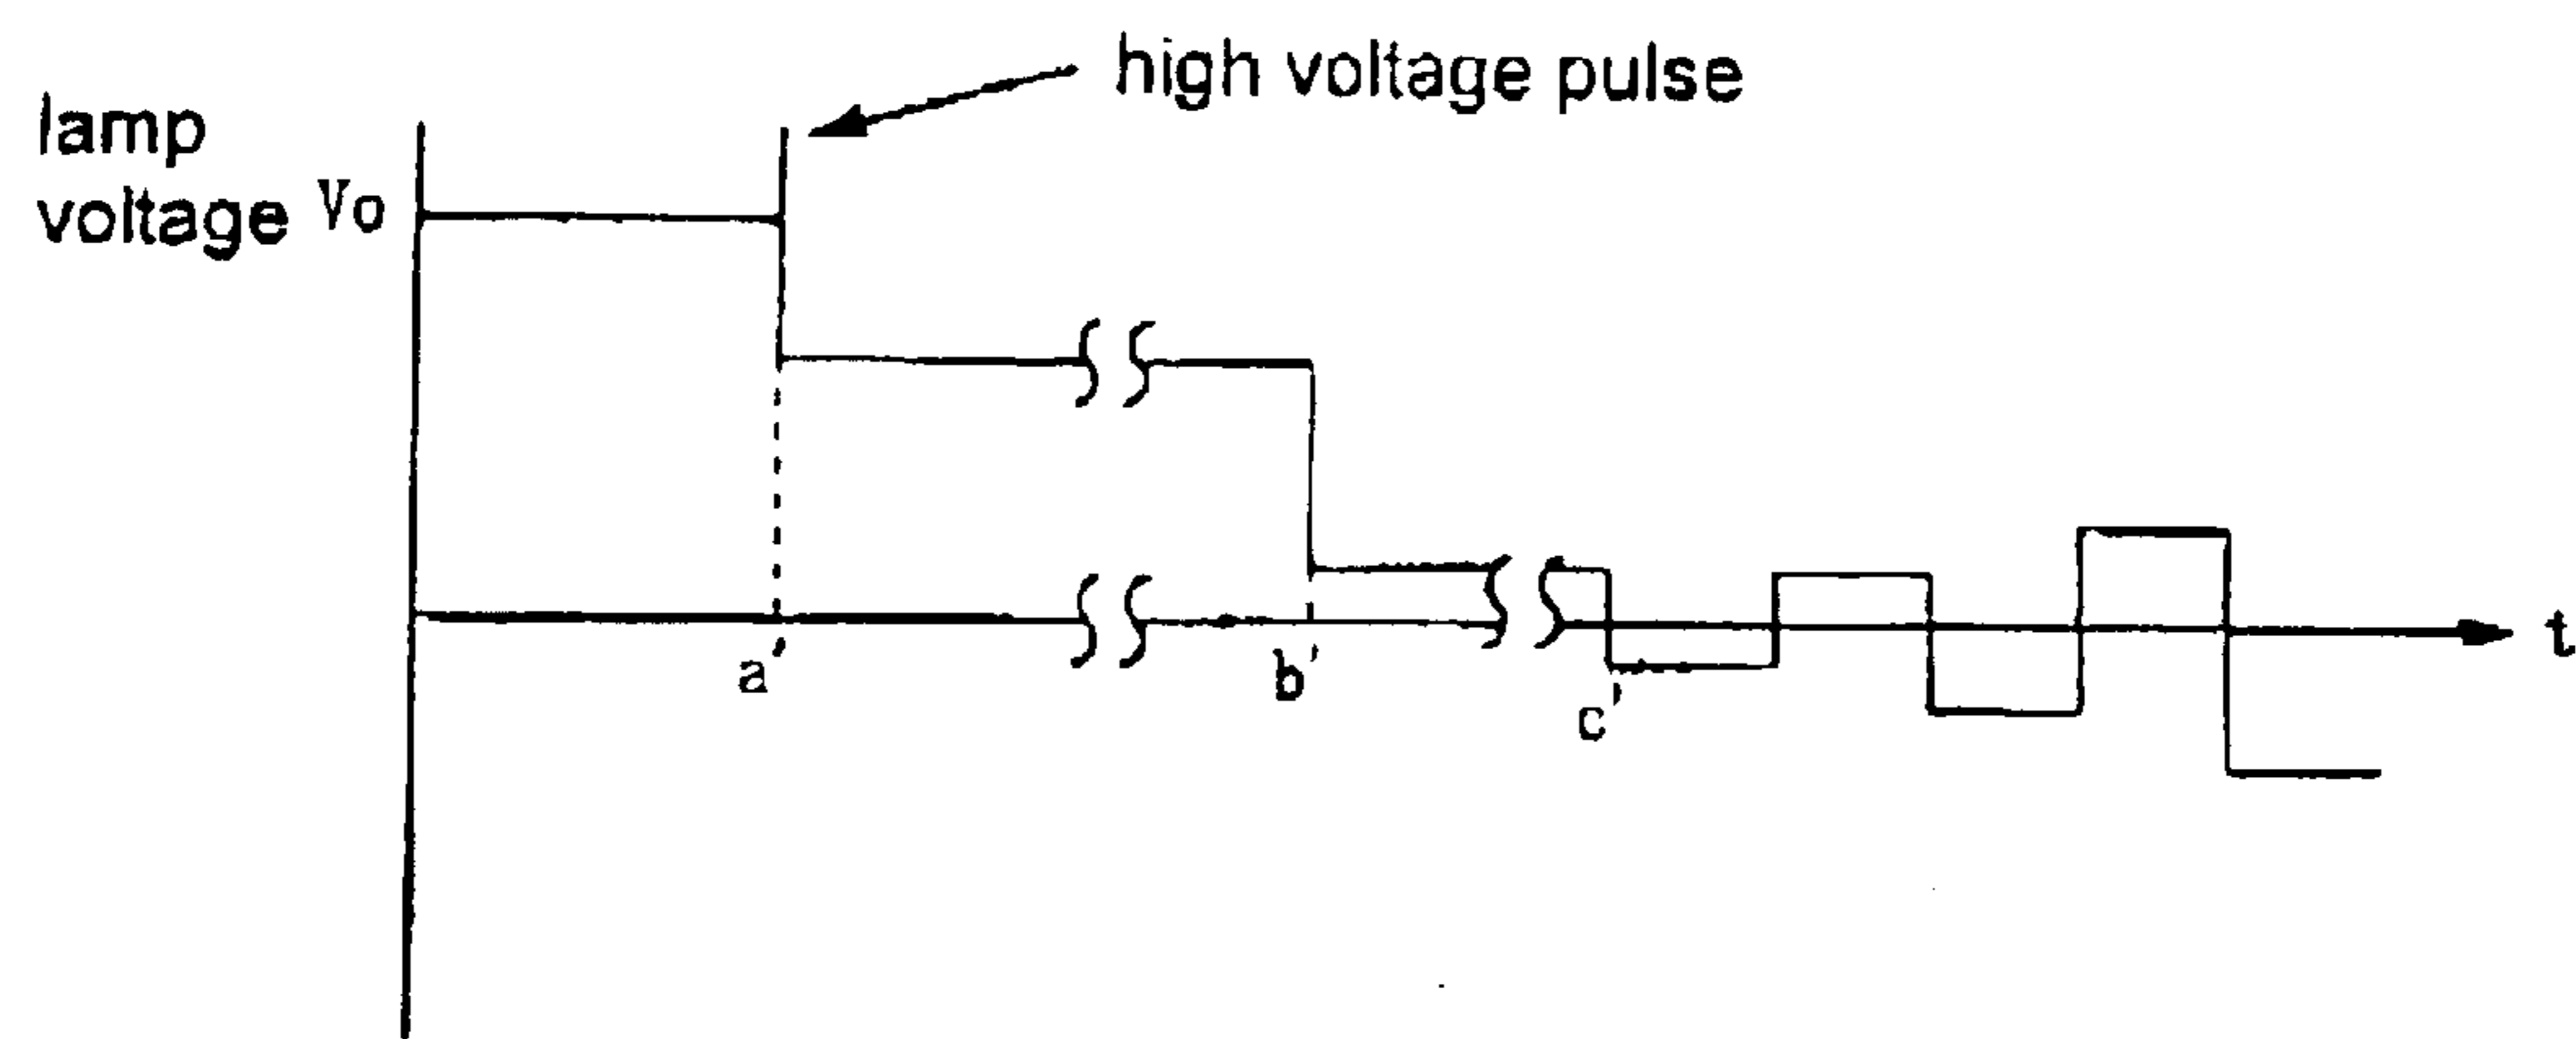 high voltage pulse
lamp
voltage Vo
a'
b'
c'
t